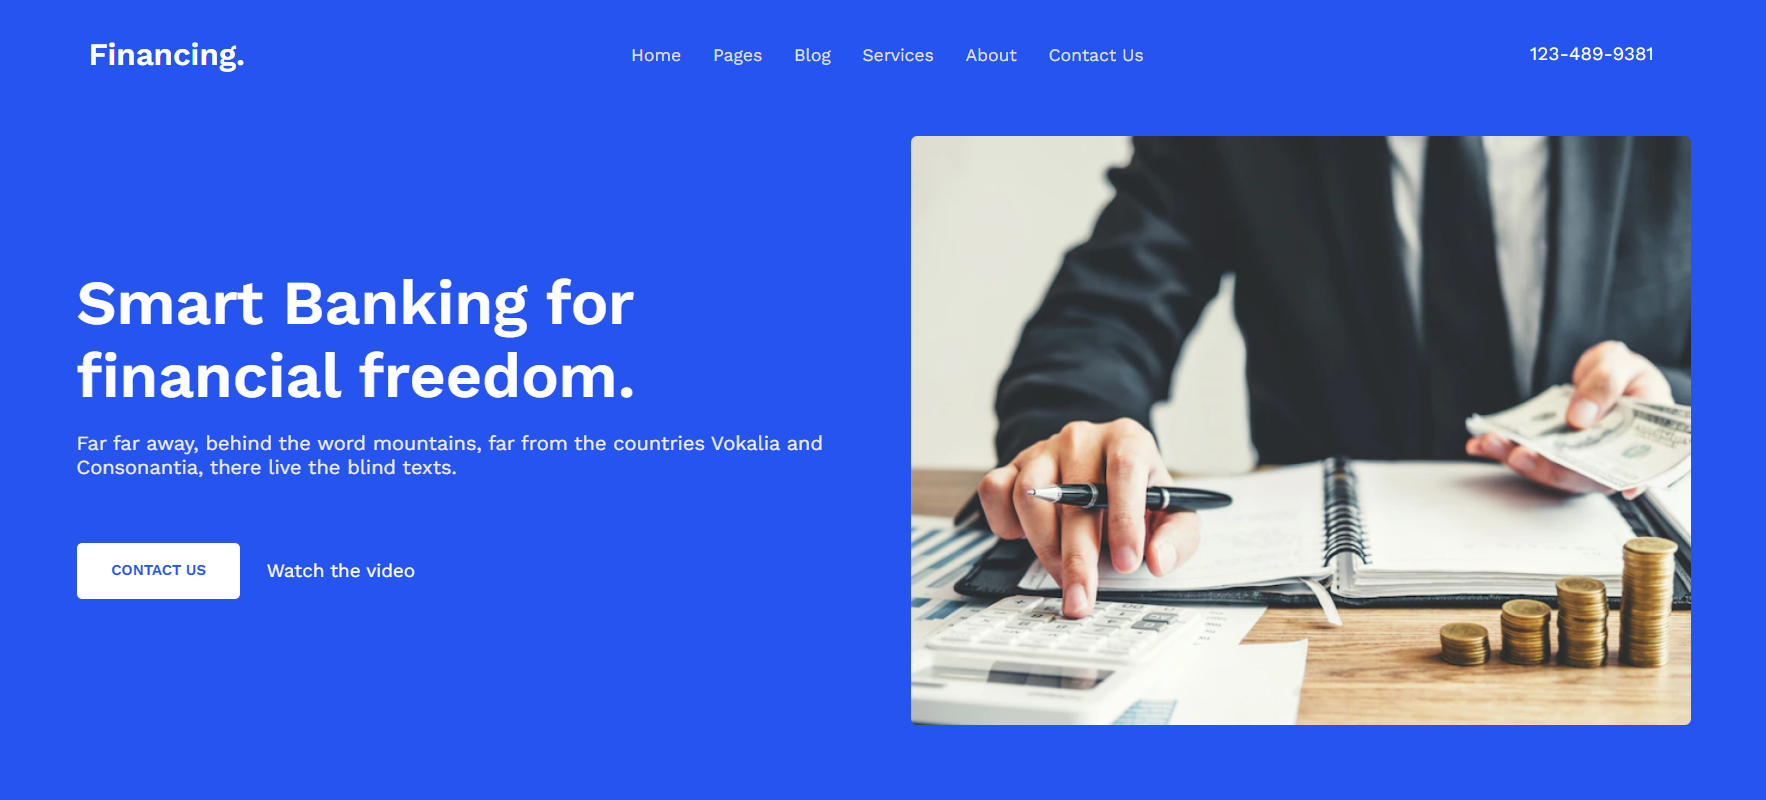 Financing.
Home Pages Blog Services About Contact Us
123-489-9381
Smart Banking for
financial freedom.
Far far away, behind the word mountains, far from the countries Vokalia and
Consonantia, there live the blind texts.
CONTACT US
Watch the video